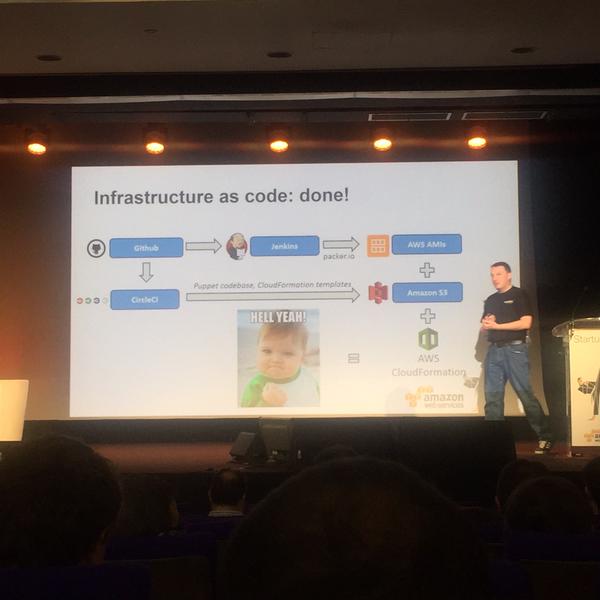 Infrastructure as code: done!
Github
Jenkins
packer.io
AWS AMIs
CircleCI
Puppet codebase, CloudFormation templates
Amazon S3
HELL YEAH!
AWS
CloudFormation
amazon
web services
Startu